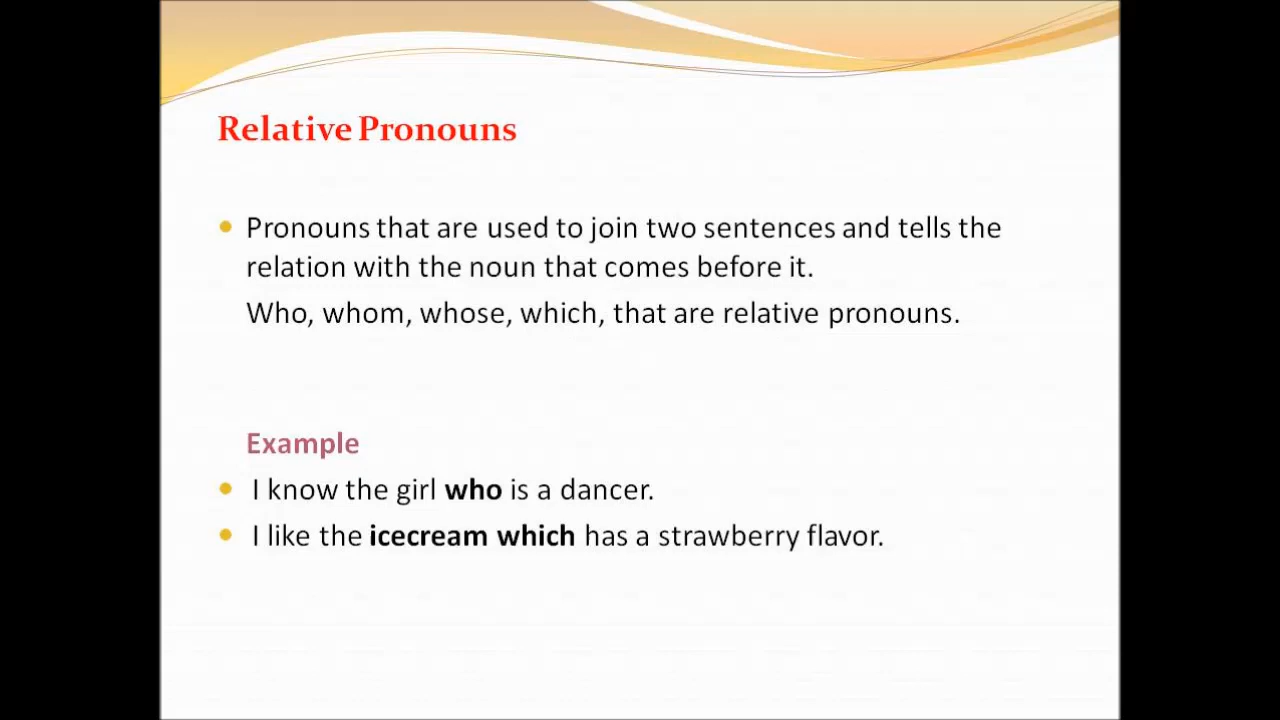 Relative Pronouns
Pronouns that are used to join two sentences and tells the
relation with the noun that comes before it.
Who, whom, whose, which, that are relative pronouns.
Example
I know the girl who is a dancer.
I like the icecream which has a strawberry flavor.